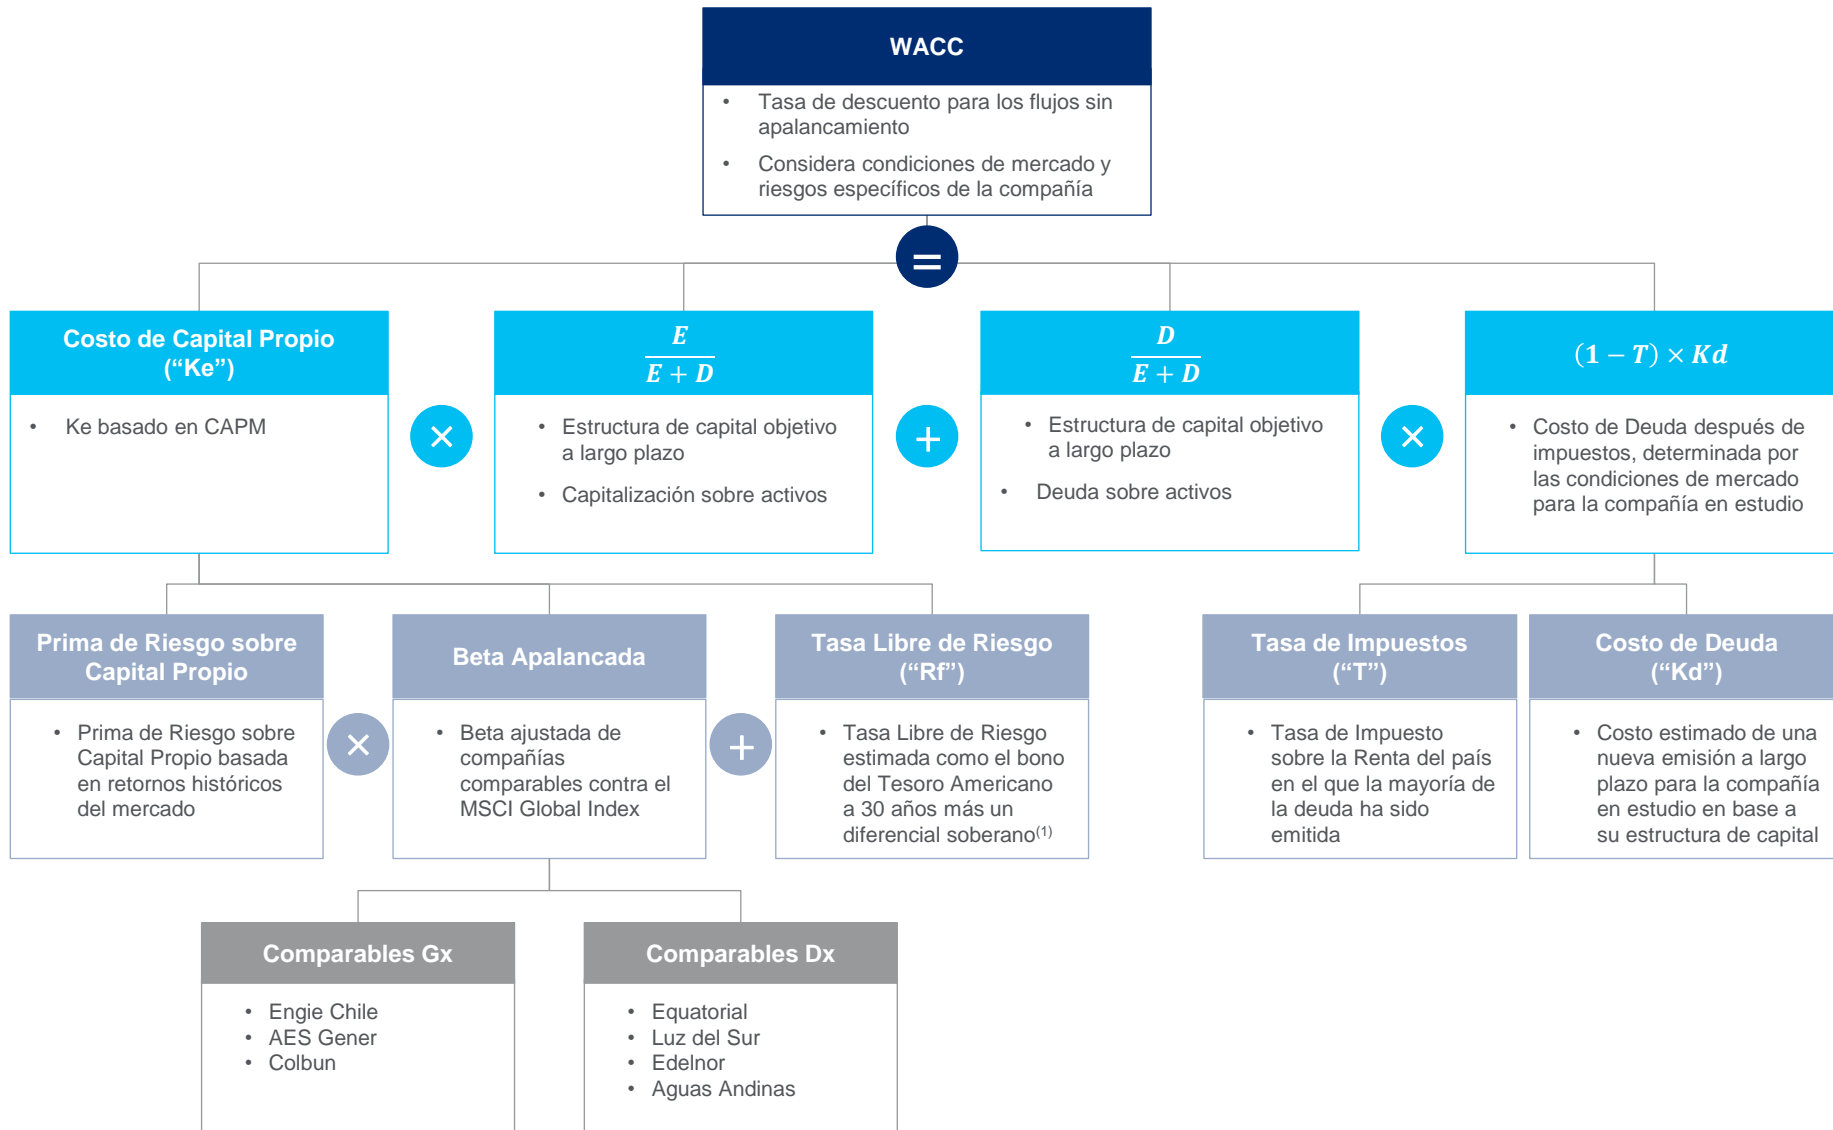 WACC
• Tasa de descuento para los flujos sin
apalancamiento
• Considera condiciones de mercado y
riesgos específicos de la compañía
=
Costo de Capital Propio
(“Ke”)
• Ke basado en CAPM
×
E
E + D
• Estructura de capital objetivo
a largo plazo
• Capitalización sobre activos
+
D
E + D
• Estructura de capital objetivo
a largo plazo
• Deuda sobre activos
×
(1 − T) × Kd
• Costo de Deuda después de
impuestos, determinada por
las condiciones de mercado
para la compañía en estudio
Prima de Riesgo sobre
Capital Propio
• Prima de Riesgo sobre
Capital Propio basada
en retornos históricos
del mercado
×
Beta Apalancada
• Beta ajustada de
compañías
comparables contra el
MSCI Global Index
+
Tasa Libre de Riesgo
(“Rf”)
• Tasa Libre de Riesgo
estimada como el bono
del Tesoro Americano
a 30 años más un
diferencial soberano(1)
Tasa de Impuestos
(“T”)
• Tasa de Impuesto
sobre la Renta del país
en el que la mayoría de
la deuda ha sido
emitida
Costo de Deuda
(“Kd”)
• Costo estimado de una
nueva emisión a largo
plazo para la compañía
en estudio en base a
su estructura de capital
Comparables Gx
• Engie Chile
• AES Gener
• Colbun
Comparables Dx
• Equatorial
• Luz del Sur
• Edelnor
• Aguas Andinas